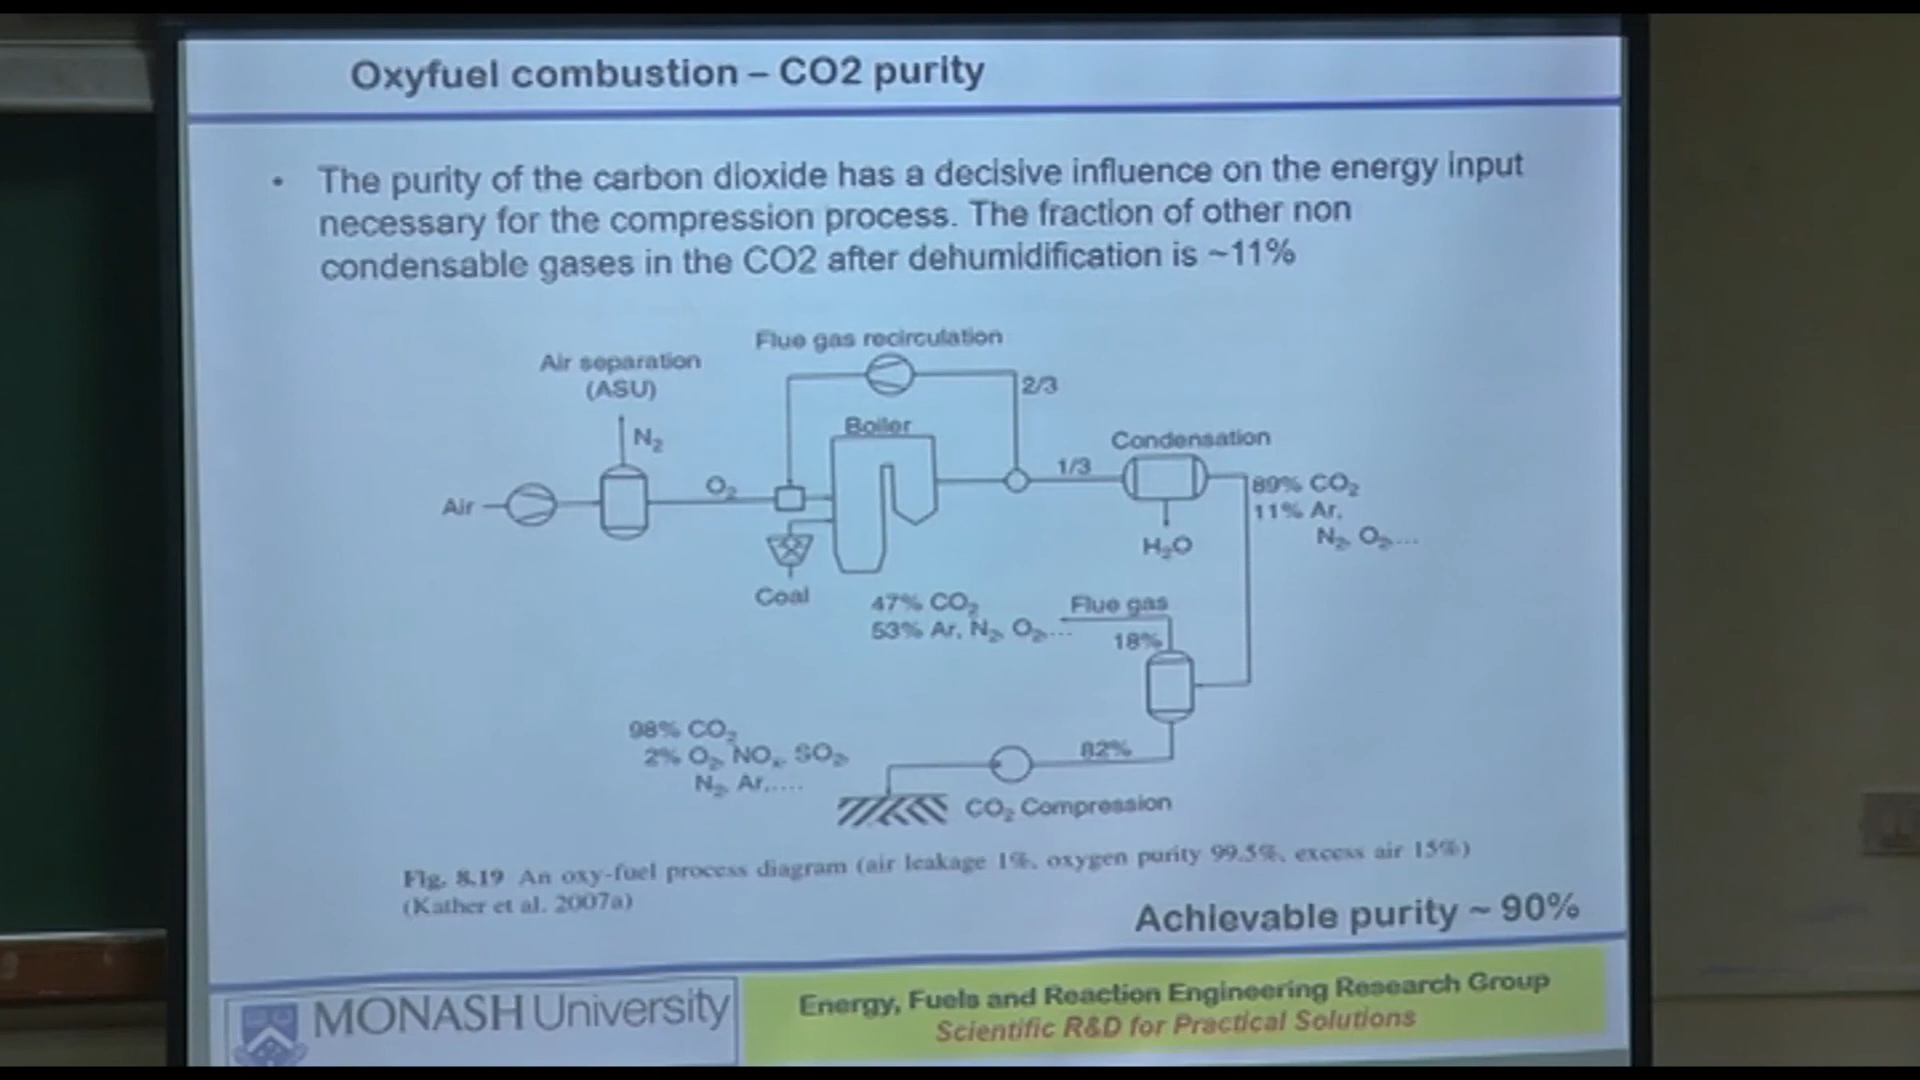 Oxyfuel combustion – CO2 purity
• The purity of the carbon dioxide has a decisive influence on the energy input
necessary for the compression process. The fraction of other non
condensable gases in the CO2 after dehumidification is ~11%
Flue gas recirculation
Air separation
(ASU)
2/3
N₂
Boiler
Condensation
1/3
O₂
Air
89% CO₂
11% Ar,
N₂, O₂...
H₂O
Coal
47% CO₂
53% Ar, N₂, O₂...
Flue gas
18%
98% CO₂
2% O₂, NOₓ, SO₂,
N₂, Ar,....
82%
CO₂ Compression
Fig. 8.19 An oxy-fuel process diagram (air leakage 1%, oxygen purity 99.5%, excess air 15%)
(Kather et al. 2007a)
Achievable purity ~ 90%
MONASH University
Energy, Fuels and Reaction Engineering Research Group
Scientific R&D for Practical Solutions